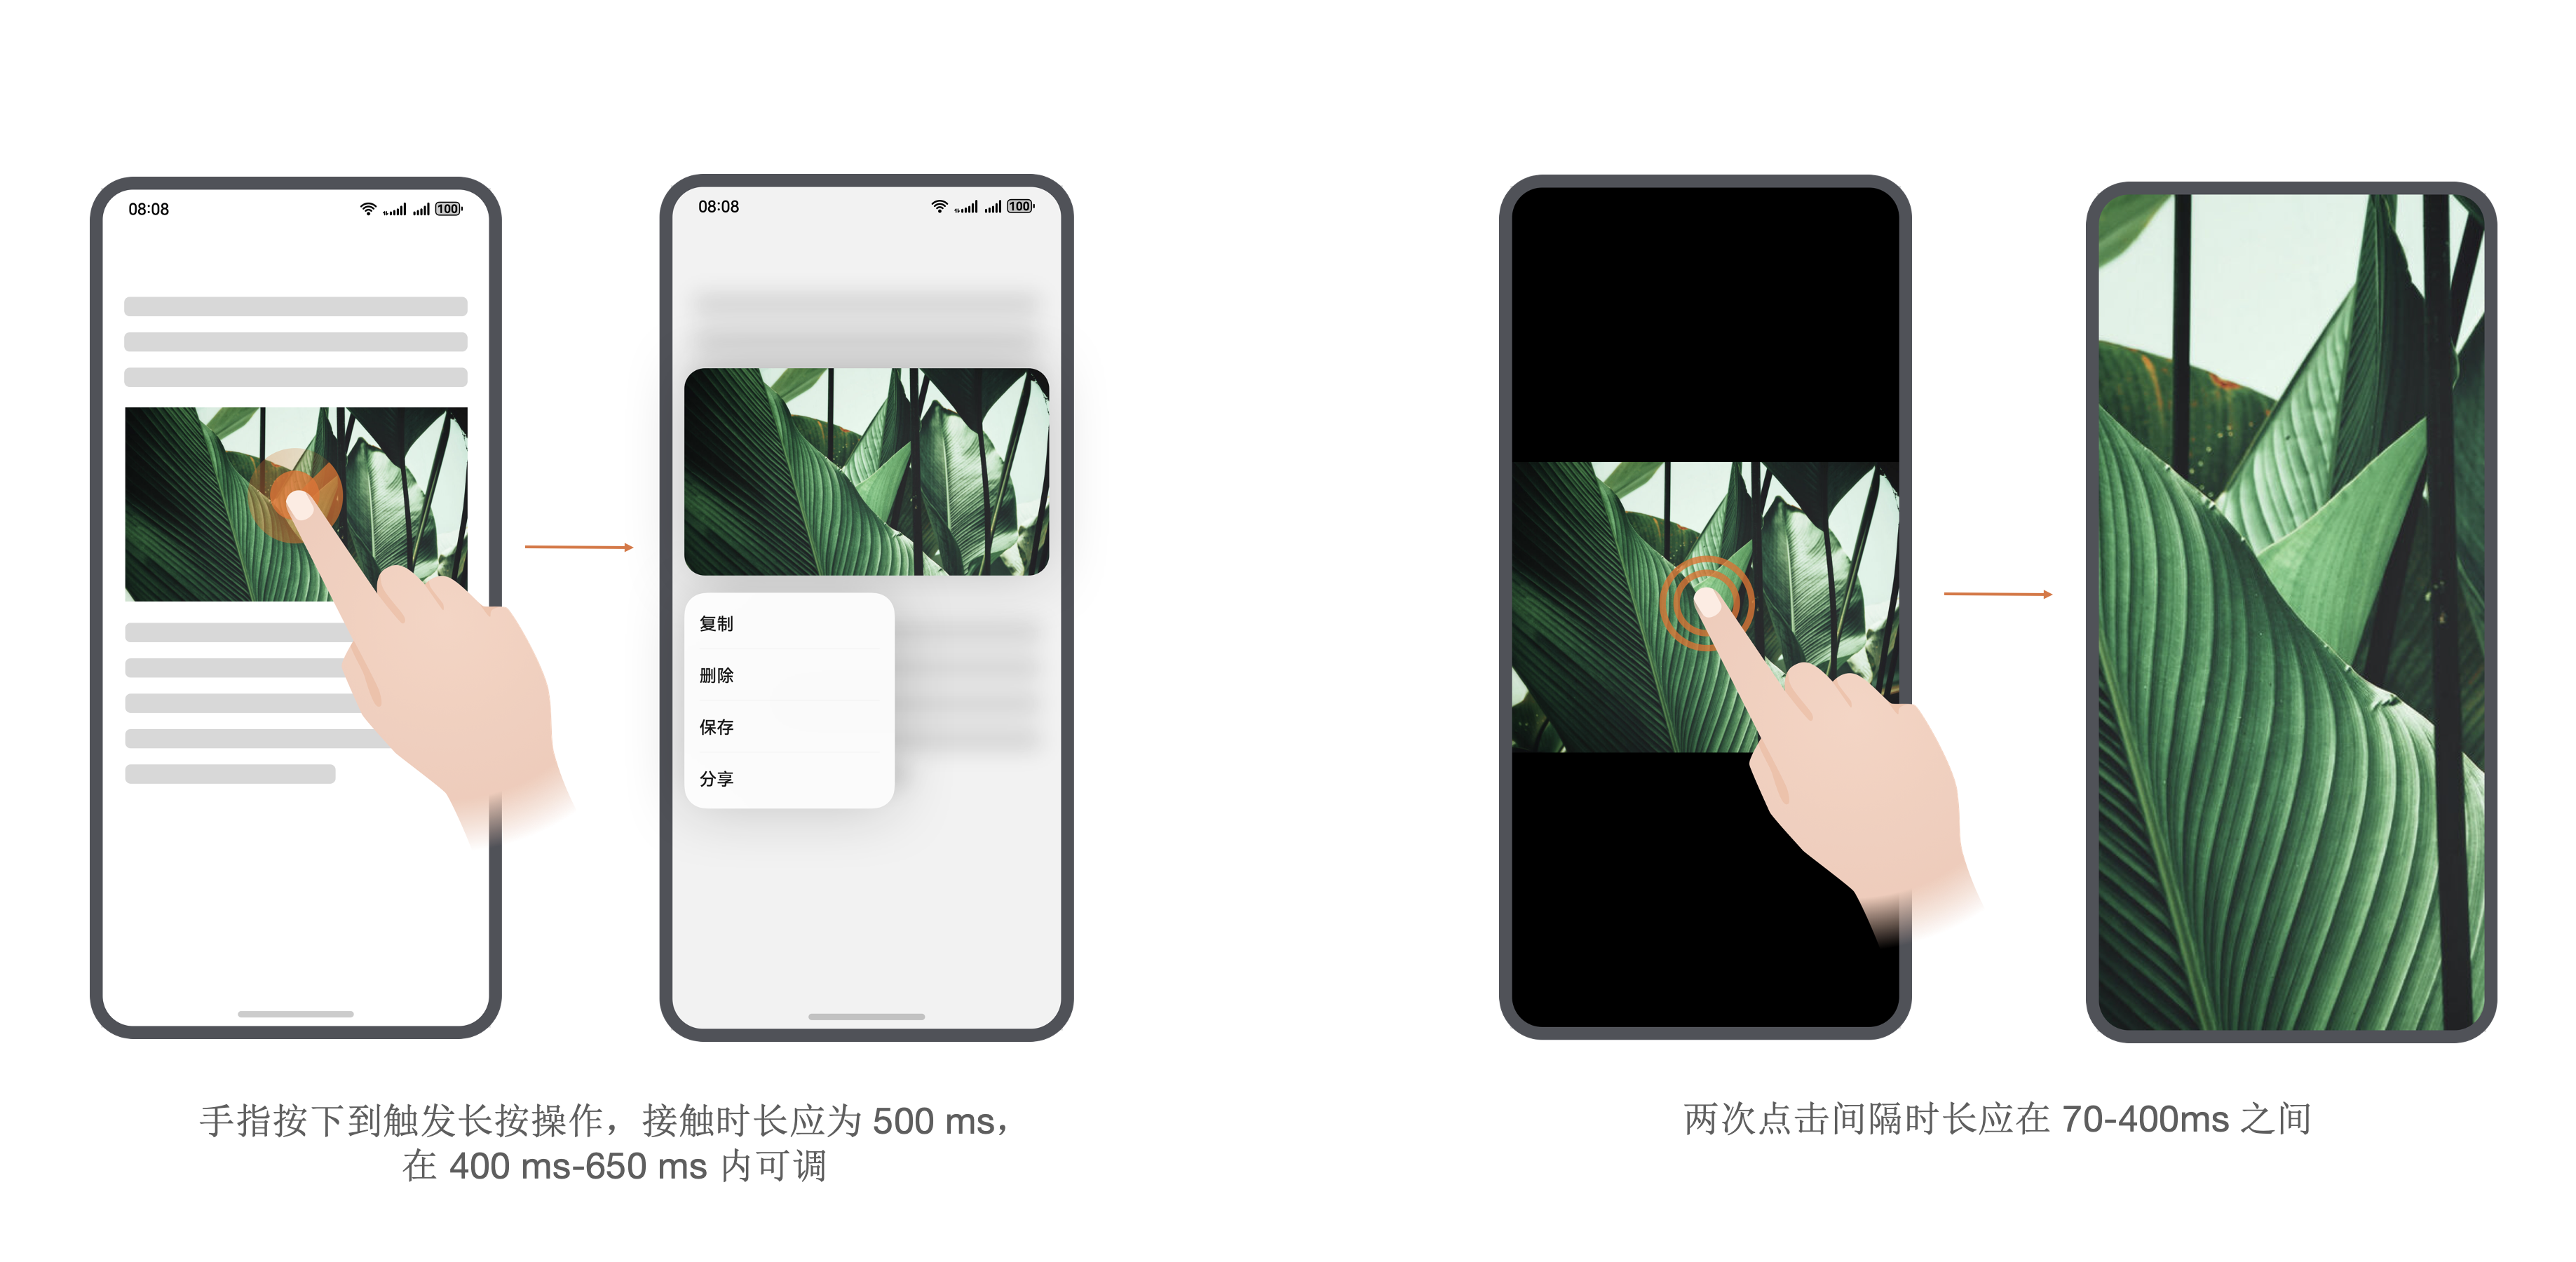 08:08
100
08:08
100
复制
删除
保存
分享
手指按下到触发长按操作，接触时长应为 500 ms，
在 400 ms-650 ms 内可调
两次点击间隔时长应在 70-400ms 之间